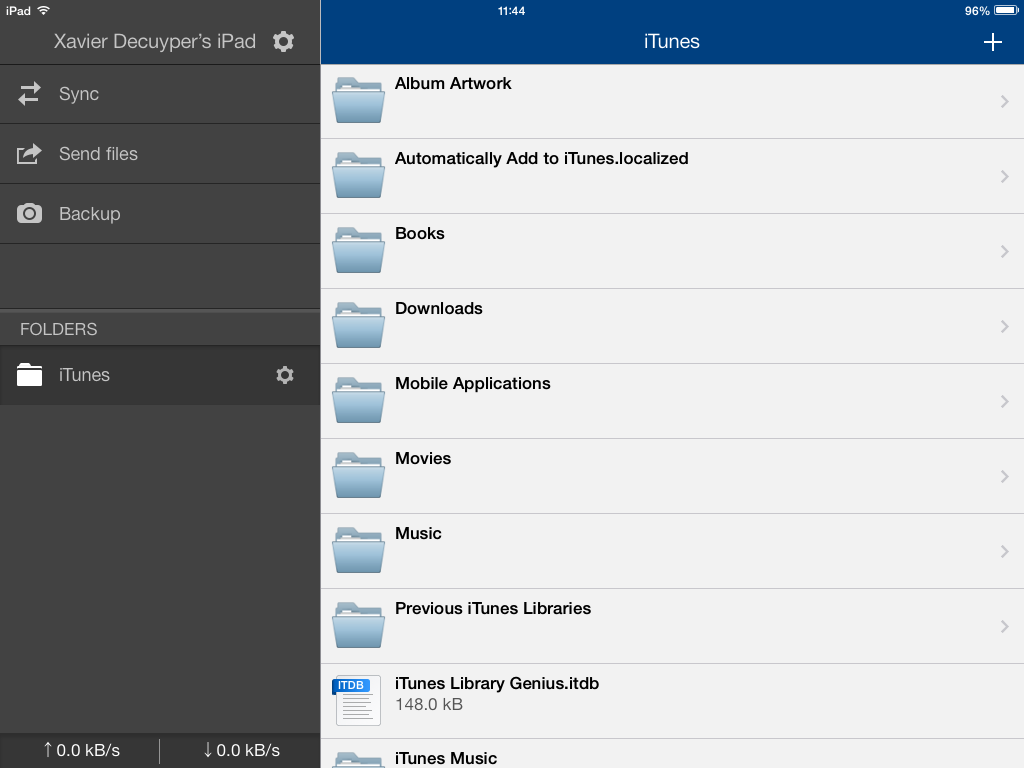 iPad 11:44 96%
Xavier Decuyper’s iPad
Sync
Send files
Backup
FOLDERS
iTunes
↑ 0.0 kB/s ↓ 0.0 kB/s
iTunes
Album Artwork
Automatically Add to iTunes.localized
Books
Downloads
Mobile Applications
Movies
Music
Previous iTunes Libraries
ITDB
iTunes Library Genius.itdb
148.0 kB
iTunes Music